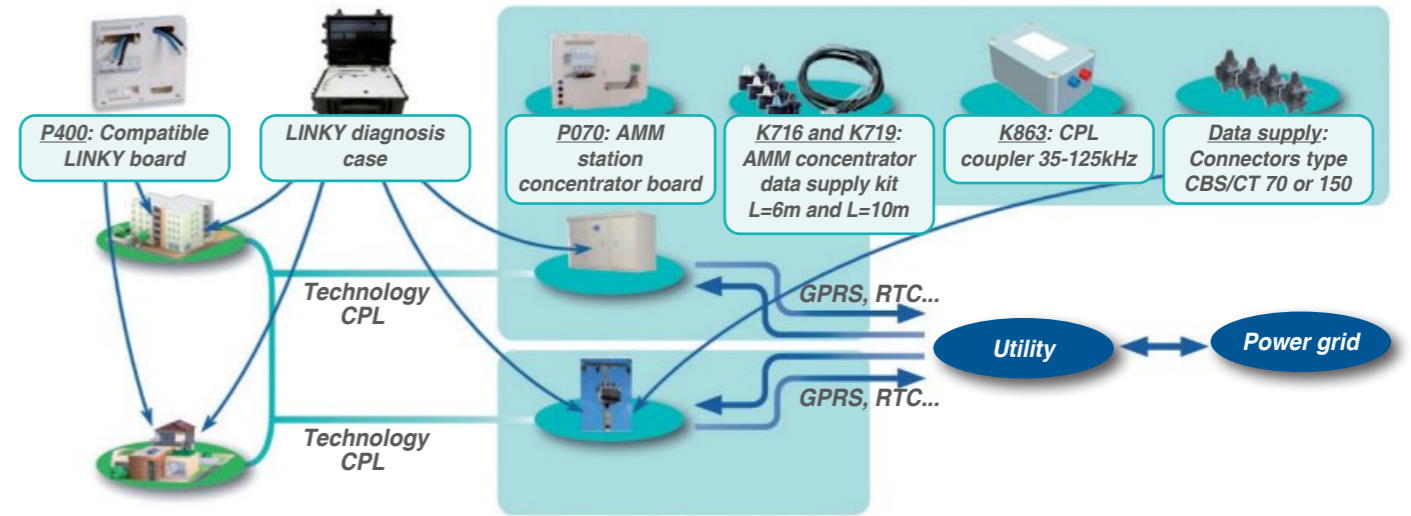 P400: Compatible
LINKY board
LINKY diagnosis
case
P070: AMM
station
concentrator board
K716 and K719:
AMM concentrator
data supply kit
L=6m and L=10m
K863: CPL
coupler 35-125kHz
Data supply:
Connectors type
CBS/CT 70 or 150
Technology
CPL
GPRS, RTC...
Utility
Power grid
GPRS, RTC...
Technology
CPL